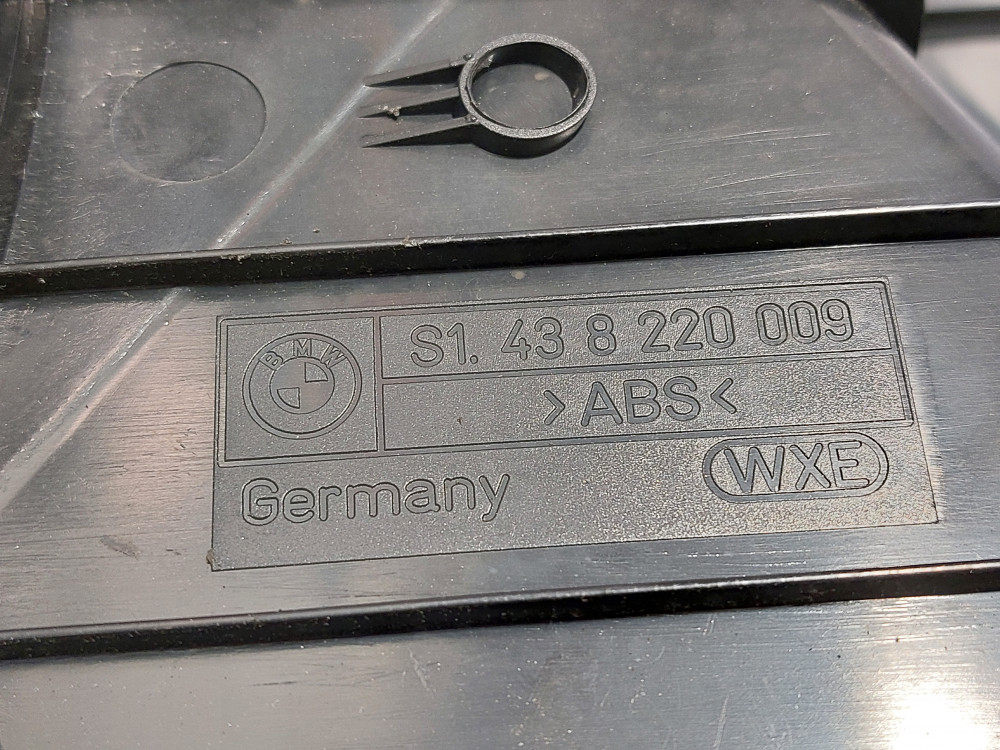 BMW
S1. 43 8 220 009
>ABS<
Germany
WXE